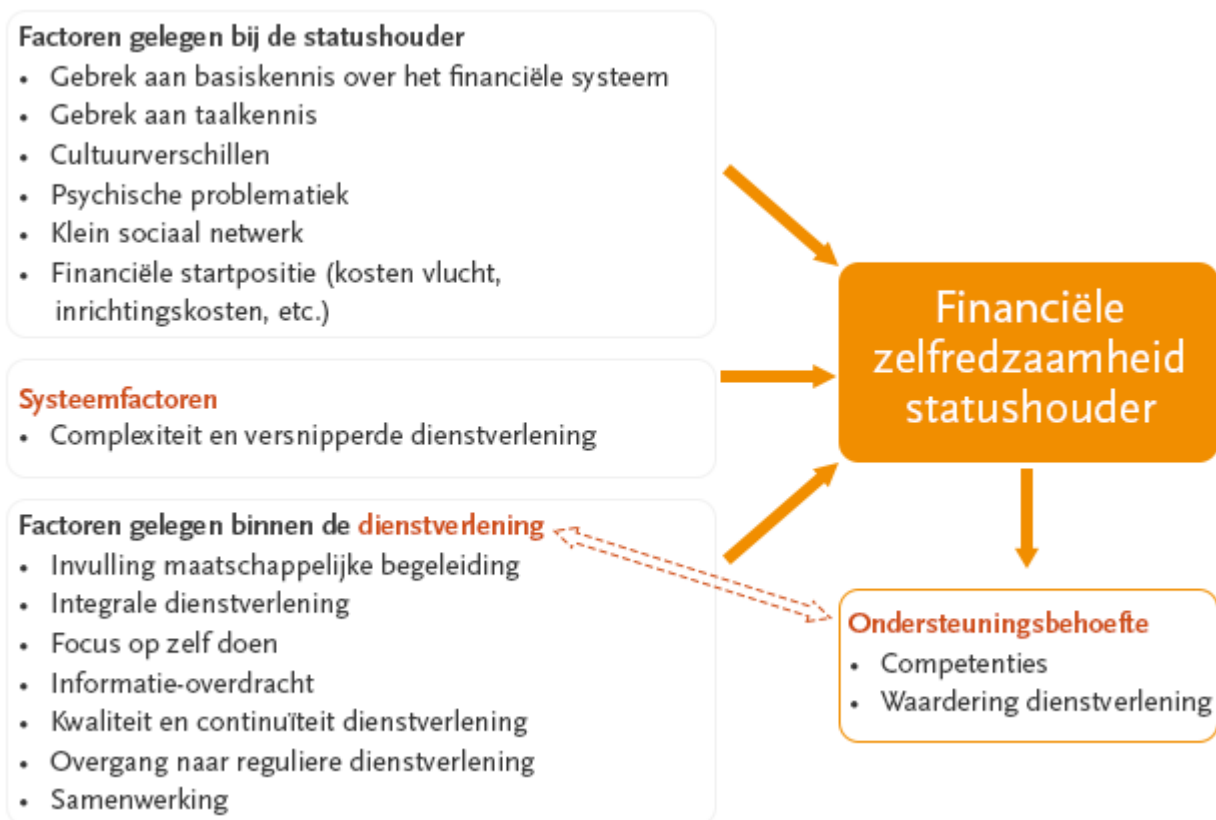 Factoren gelegen bij de statushouder
• Gebrek aan basiskennis over het financiële systeem
• Gebrek aan taalkennis
• Cultuurverschillen
• Psychische problematiek
• Klein sociaal netwerk
• Financiële startpositie (kosten vlucht,
inrichtingskosten, etc.)
Systeemfactoren
• Complexiteit en versnipperde dienstverlening
Factoren gelegen binnen de dienstverlening
• Invulling maatschappelijke begeleiding
• Integrale dienstverlening
• Focus op zelf doen
• Informatie-overdracht
• Kwaliteit en continuïteit dienstverlening
• Overgang naar reguliere dienstverlening
• Samenwerking
Financiële
zelfredzaamheid
statushouder
Ondersteuningsbehoefte
• Competenties
• Waardering dienstverlening